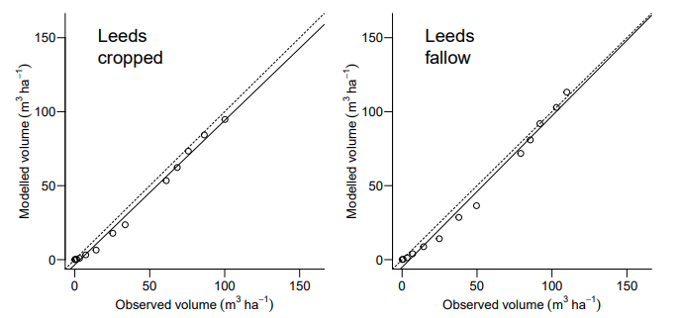 Leeds
cropped
150
100
50
0
Modelled volume (m³ ha⁻¹)
0 50 100 150
Observed volume (m³ ha⁻¹)
Leeds
fallow
150
100
50
0
Modelled volume (m³ ha⁻¹)
0 50 100 150
Observed volume (m³ ha⁻¹)